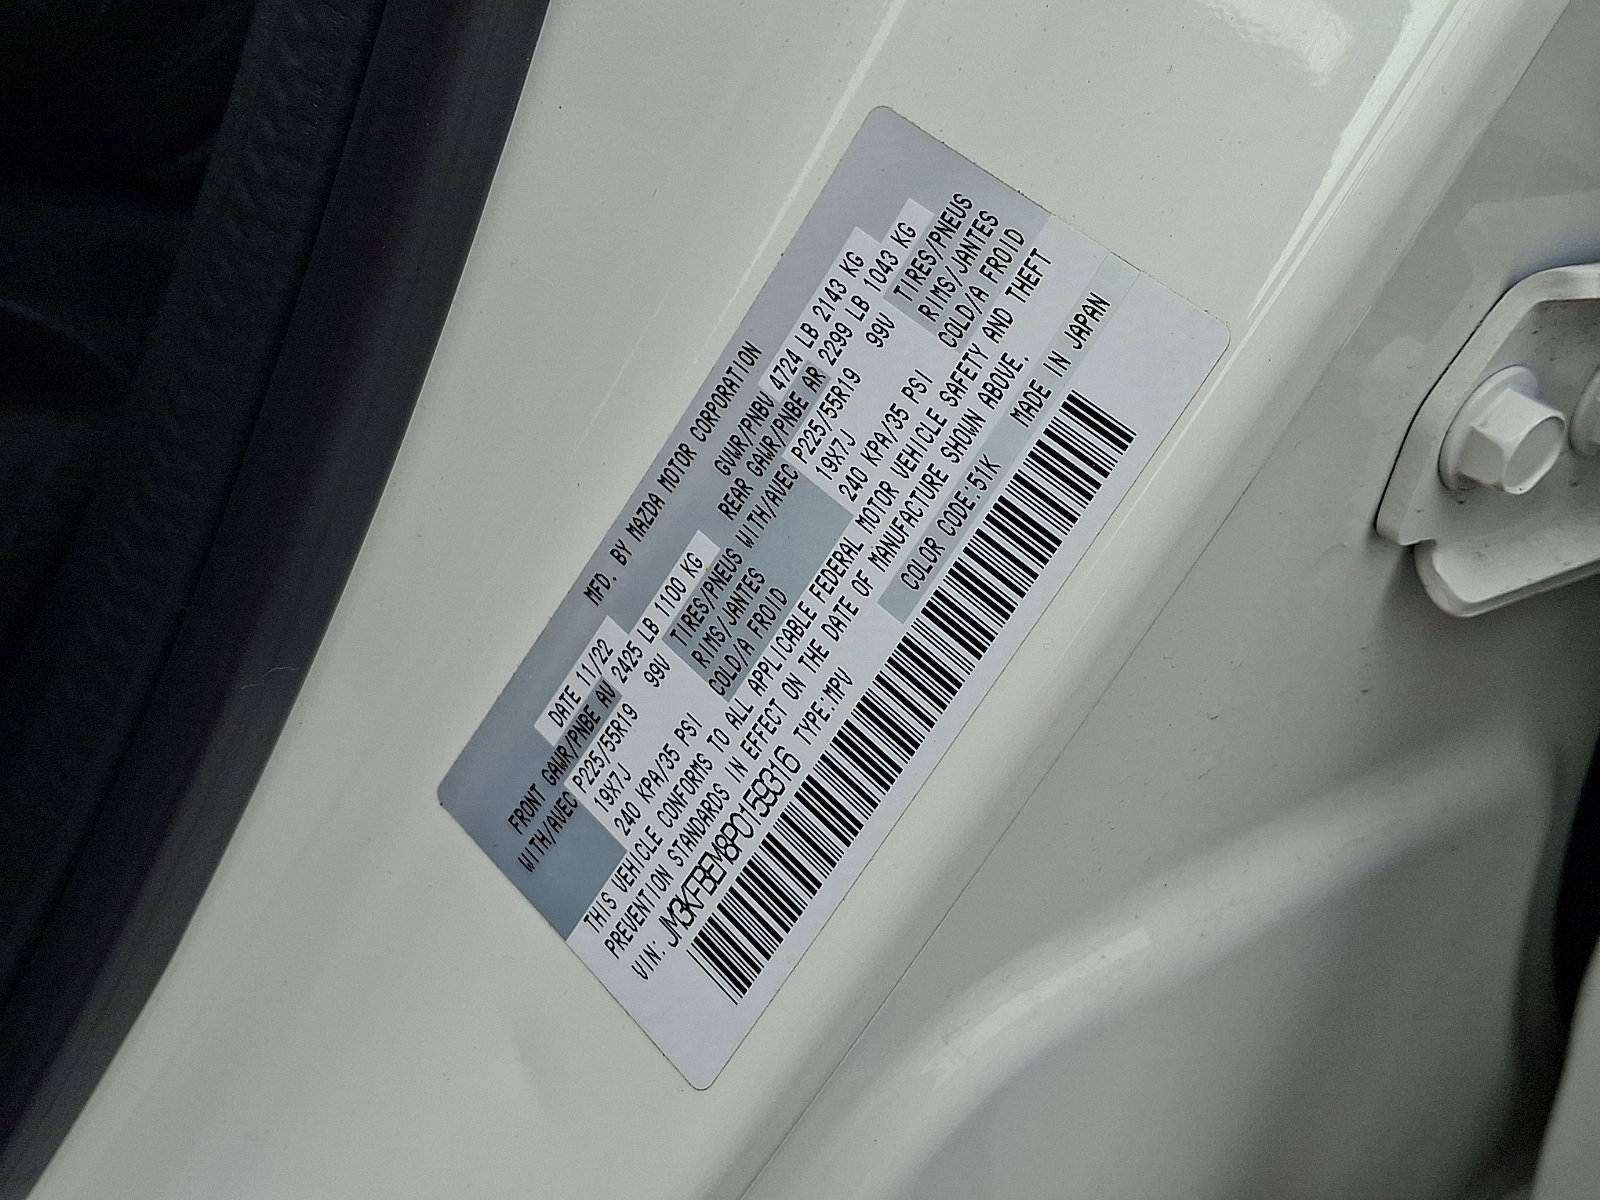 MFD. BY MAZDA MOTOR CORPORATION
DATE 11/22 GVWR/PNBV 4724 LB 2143 KG
FRONT GAWR/PNBE AV 2425 LB 1100 KG REAR GAWR/PNBE AR 2299 LB 1043 KG
WITH/AVEC P225/55R19 99V TIRES/PNEUS WITH/AVEC P225/55R19 99V TIRES/PNEUS
19X7J RIMS/JANTES 19X7J RIMS/JANTES
240 KPA/35 PSI COLD/A FROID 240 KPA/35 PSI COLD/A FROID
THIS VEHICLE CONFORMS TO ALL APPLICABLE FEDERAL MOTOR VEHICLE SAFETY AND THEFT
PREVENTION STANDARDS IN EFFECT ON THE DATE OF MANUFACTURE SHOWN ABOVE.
VIN: JM3KFBEM8P0159316 TYPE:MPV COLOR CODE:51K MADE IN JAPAN